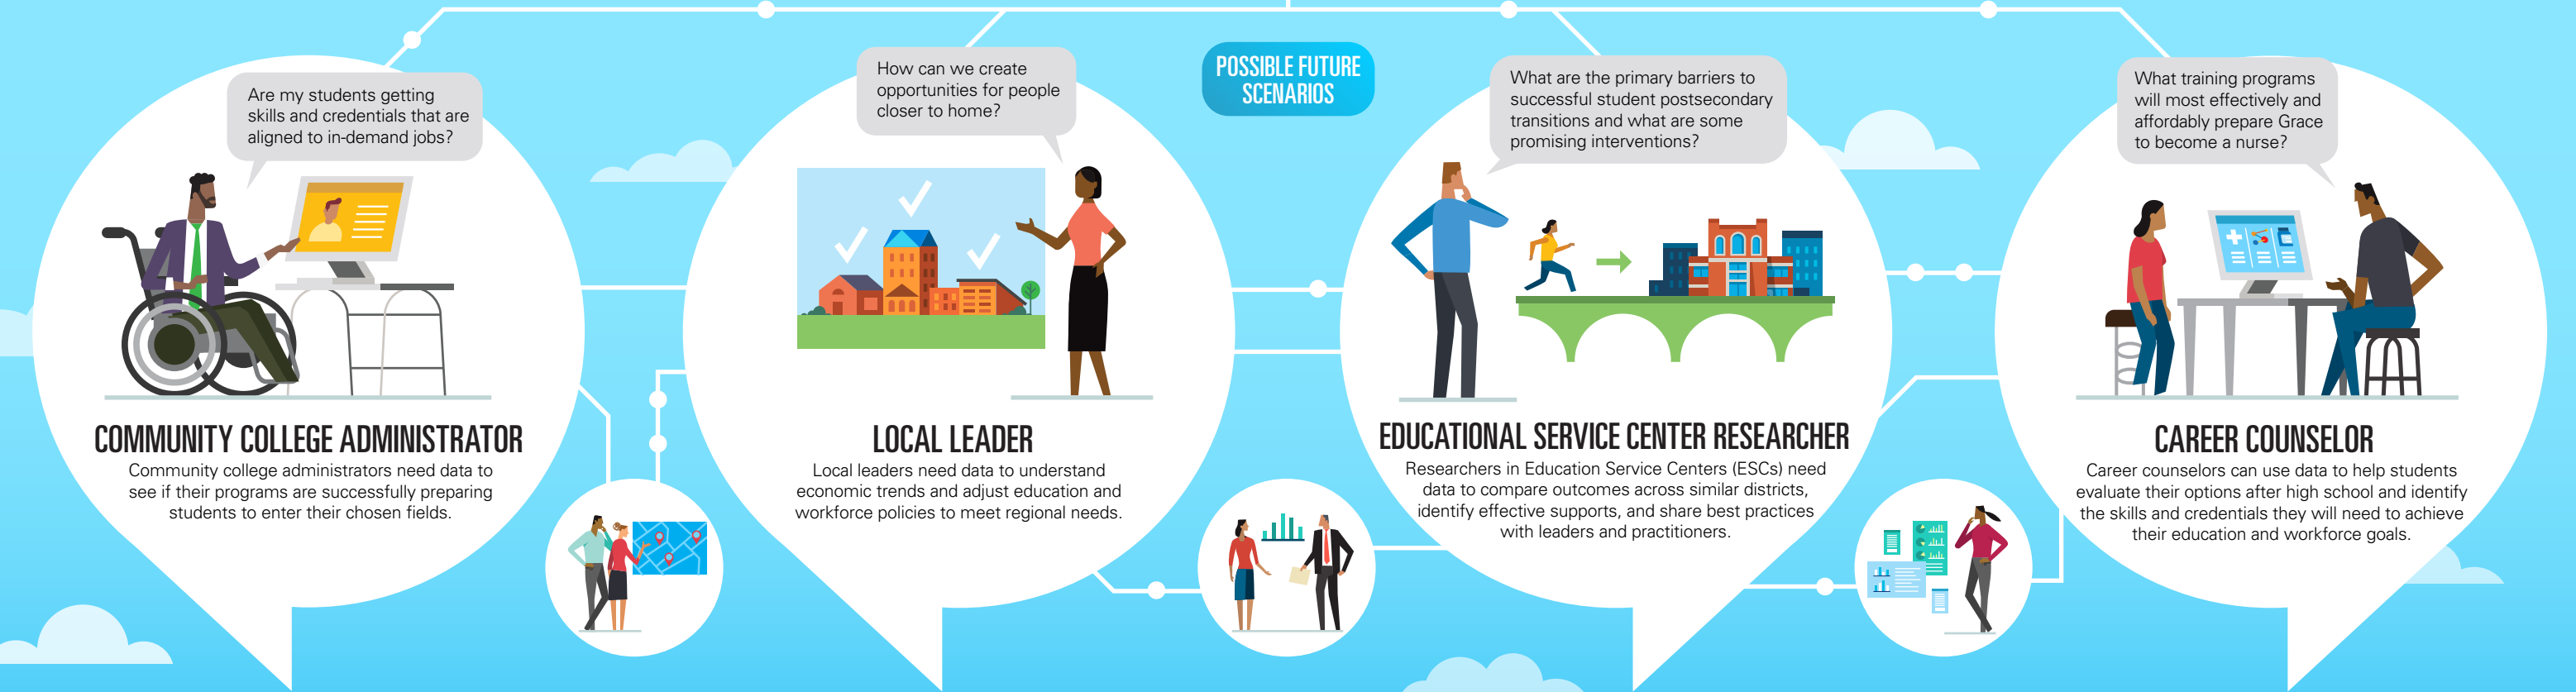 POSSIBLE FUTURE
SCENARIOS
Are my students getting
skills and credentials that are
aligned to in-demand jobs?
COMMUNITY COLLEGE ADMINISTRATOR
Community college administrators need data to
see if their programs are successfully preparing
students to enter their chosen fields.
How can we create
opportunities for people
closer to home?
LOCAL LEADER
Local leaders need data to understand
economic trends and adjust education and
workforce policies to meet regional needs.
What are the primary barriers to
successful student postsecondary
transitions and what are some
promising interventions?
EDUCATIONAL SERVICE CENTER RESEARCHER
Researchers in Education Service Centers (ESCs) need
data to compare outcomes across similar districts,
identify effective supports, and share best practices
with leaders and practitioners.
What training programs
will most effectively and
affordably prepare Grace
to become a nurse?
CAREER COUNSELOR
Career counselors can use data to help students
evaluate their options after high school and identify
the skills and credentials they will need to achieve
their education and workforce goals.